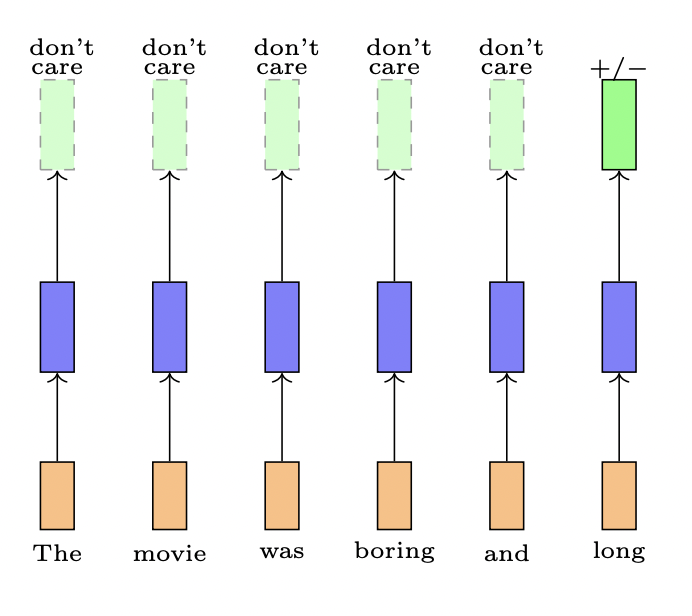 don't don't don't don't don't
care care care care care +/−
The movie was boring and long